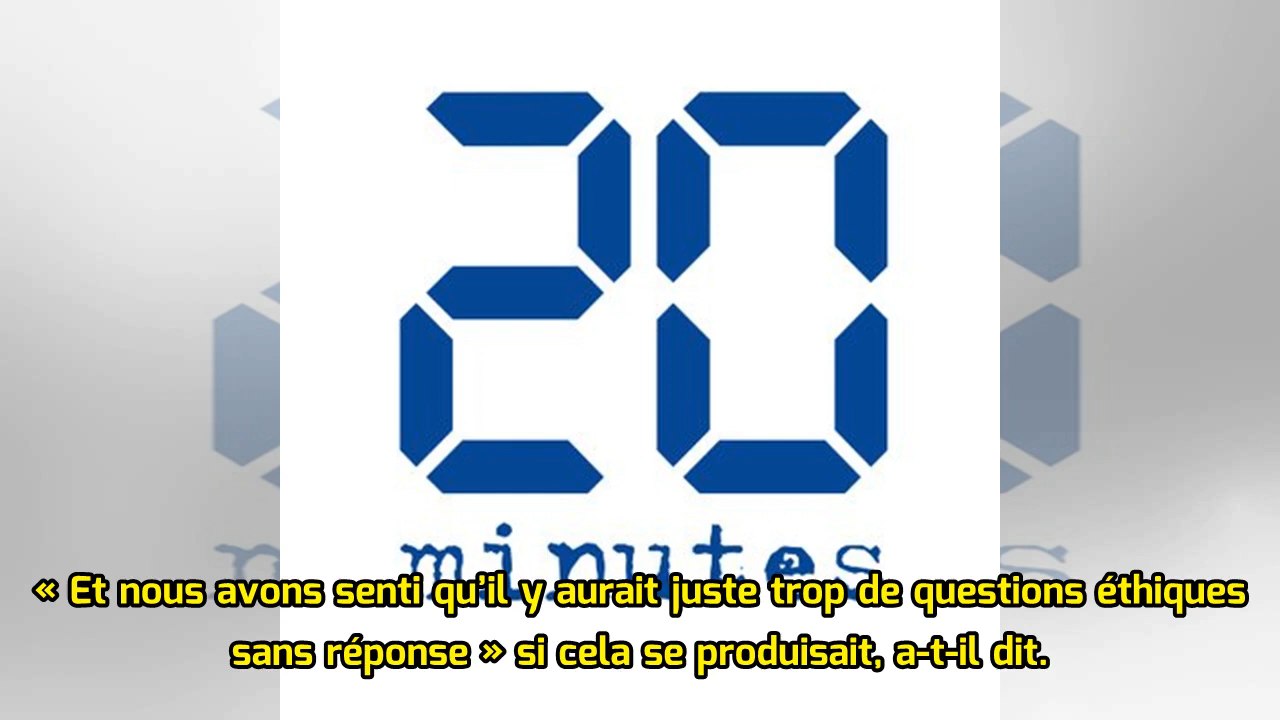 20
minutes
« Et nous avons senti qu’il y aurait juste trop de questions éthiques
sans réponse » si cela se produisait, a-t-il dit.